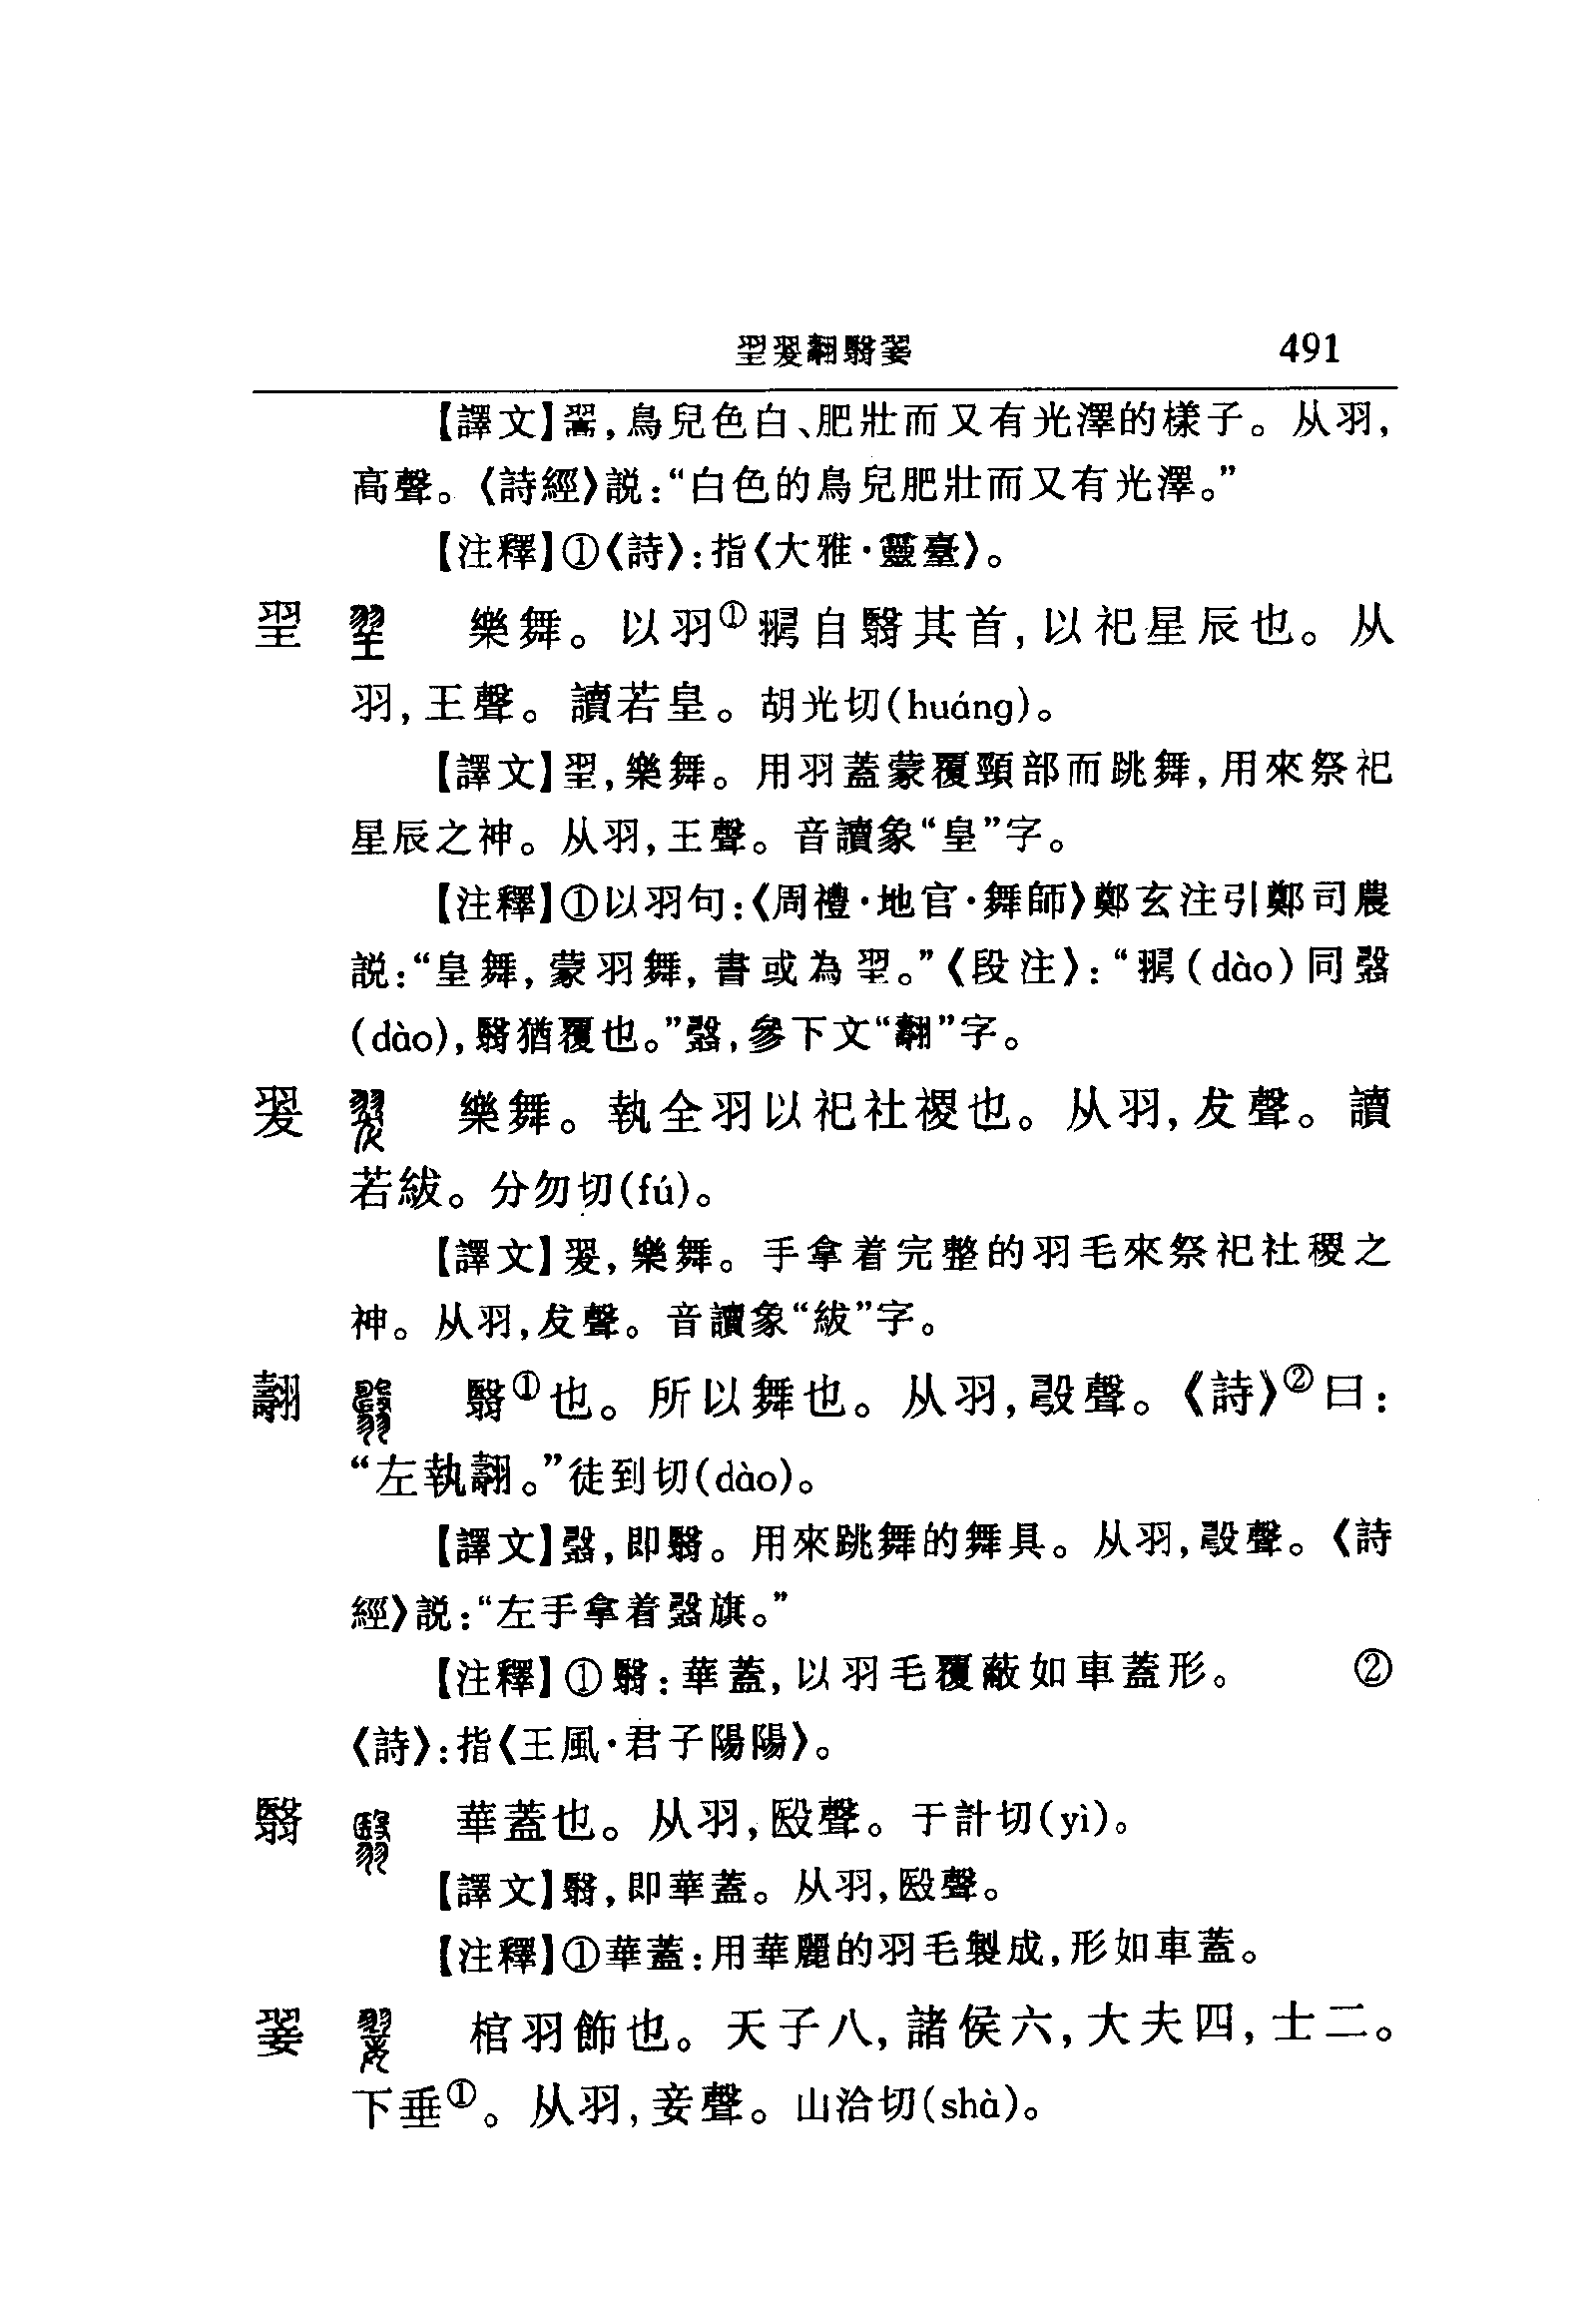 翌翇翿翳翣 491
【譯文】翯，鳥兒色白、肥壯而又有光澤的樣子。从羽，
高聲。《詩經》説：“白色的鳥兒肥壯而又有光澤。”
【注釋】①《詩》：指《大雅·靈臺》。
䍿 樂舞。以羽①𦒺自翳其首，以祀星辰也。从
羽，王聲。讀若皇。胡光切(huáng)。
【譯文】䍿，樂舞。用羽蓋蒙覆頸部而跳舞，用來祭祀
星辰之神。从羽，王聲。音讀象“皇”字。
【注釋】①以羽句：《周禮·地官·舞師》鄭玄注引鄭司農
説：“皇舞，蒙羽舞，書或為䍿。”《段注》：“(dào)同
(dào)，翳猶覆也。”，參下文“翿”字。
翇 樂舞。執全羽以祀社稷也。从羽，犮聲。讀
若紱。分勿切(fú)。
【譯文】翇，樂舞。手拿着完整的羽毛來祭祀社稷之
神。从羽，犮聲。音讀象“紱”字。
翿 翳①也。所以舞也。从羽，聲。《詩》②曰：
“左執翿。”徒到切(dào)。
【譯文】，即翳。用來跳舞的舞具。从羽，聲。《詩
經》説：“左手拿着旗。”
【注釋】①翳：華蓋，以羽毛覆蔽如車蓋形。 ②
《詩》：指《王風·君子陽陽》。
翳 華蓋也。从羽，殹聲。于計切(yì)。
【譯文】翳，即華蓋。从羽，殹聲。
【注釋】①華蓋：用華麗的羽毛製成，形如車蓋。
翣 棺羽飾也。天子八，諸侯六，大夫四，士二。
下垂①。从羽，妾聲。山洽切(shà)。